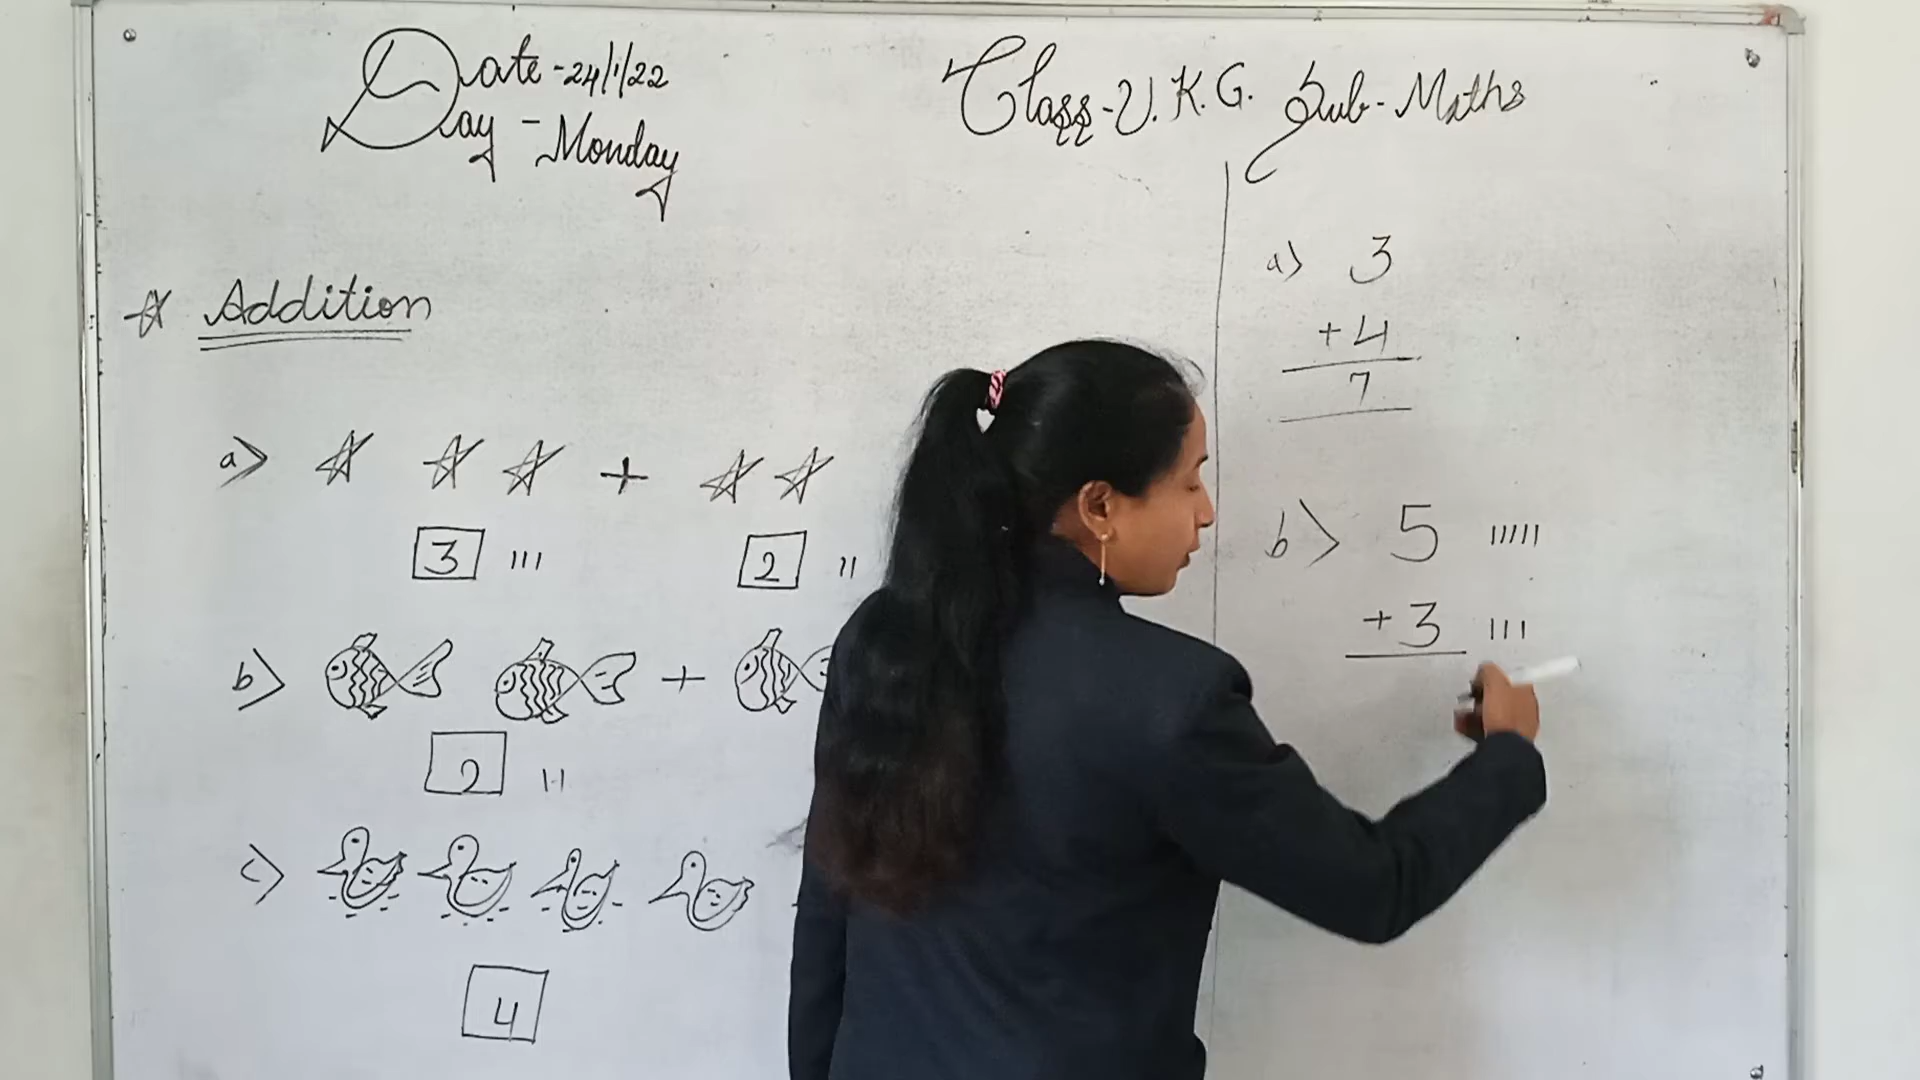 Date - 24/1/22
Day - Monday
Class - U.K.G. Sub - Maths
Addition
a) +
3 2
b) +
2
c)
4
a) 3
+ 4
7
b) 5
+ 3